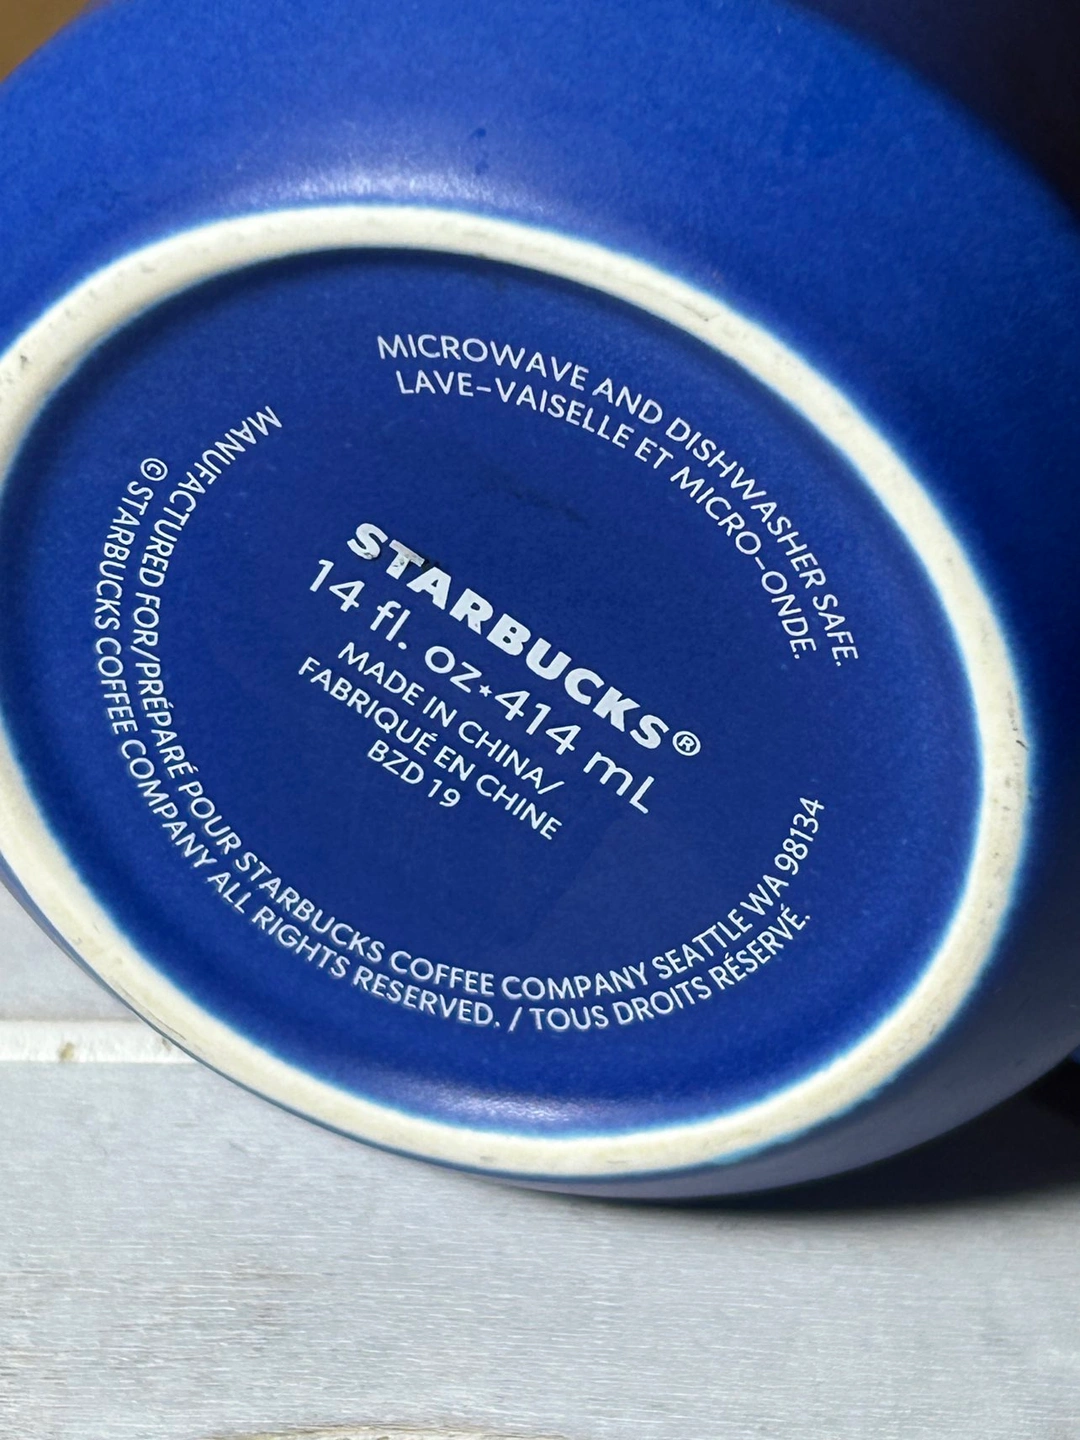 MICROWAVE AND DISHWASHER SAFE.
LAVE-VAISELLE ET MICRO-ONDE.
STARBUCKS®
14 fl. oz⋆414 mL
MADE IN CHINA/
FABRIQUÉ EN CHINE
BZD 19
MANUFACTURED FOR/PRÉPARÉ POUR STARBUCKS COFFEE COMPANY SEATTLE WA 98134
© STARBUCKS COFFEE COMPANY ALL RIGHTS RESERVED. / TOUS DROITS RÉSERVÉ.